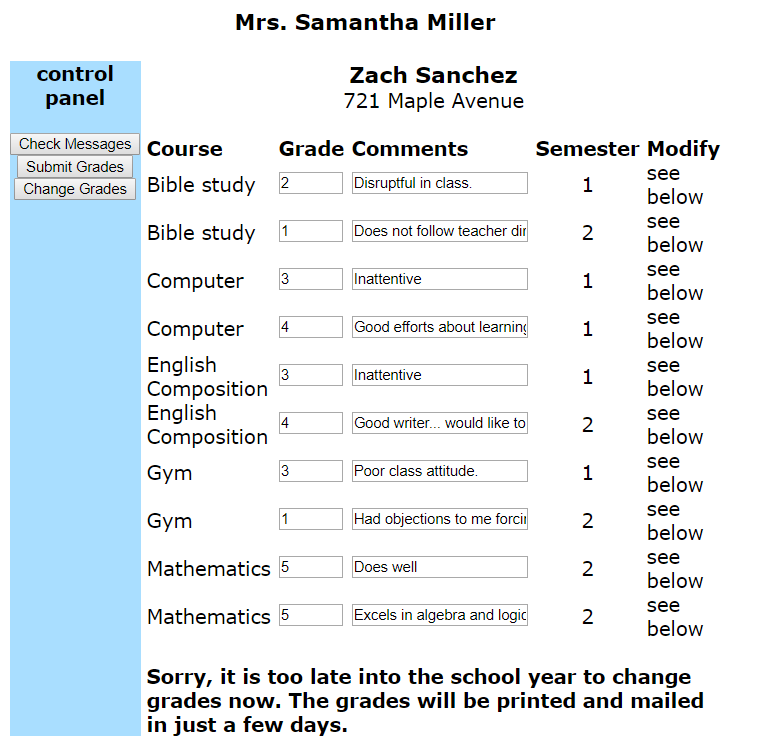 Mrs. Samantha Miller
control
panel
Check Messages
Submit Grades
Change Grades
Zach Sanchez
721 Maple Avenue
Course Grade Comments Semester Modify
Bible study 2 Disruptful in class. 1 see below
Bible study 1 Does not follow teacher dir 2 see below
Computer 3 Inattentive 1 see below
Computer 4 Good efforts about learning 1 see below
English Composition 3 Inattentive 1 see below
English Composition 4 Good writer... would like to 2 see below
Gym 3 Poor class attitude. 1 see below
Gym 1 Had objections to me forcin 2 see below
Mathematics 5 Does well 2 see below
Mathematics 5 Excels in algebra and logic 2 see below
Sorry, it is too late into the school year to change
grades now. The grades will be printed and mailed
in just a few days.